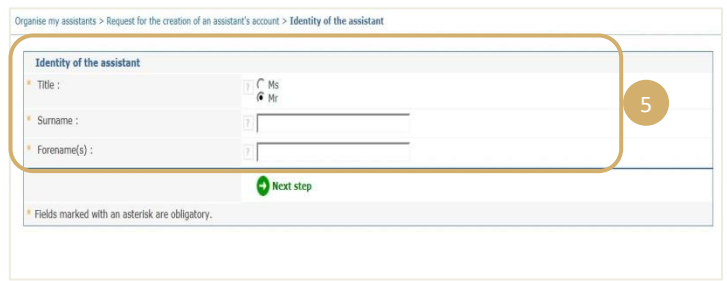 Organise my assistants > Request for the creation of an assistant's account > Identity of the assistant
Identity of the assistant
* Title :
? Ms
Mr
5
* Surname :
?
* Forename(s) :
?
Next step
* Fields marked with an asterisk are obligatory.